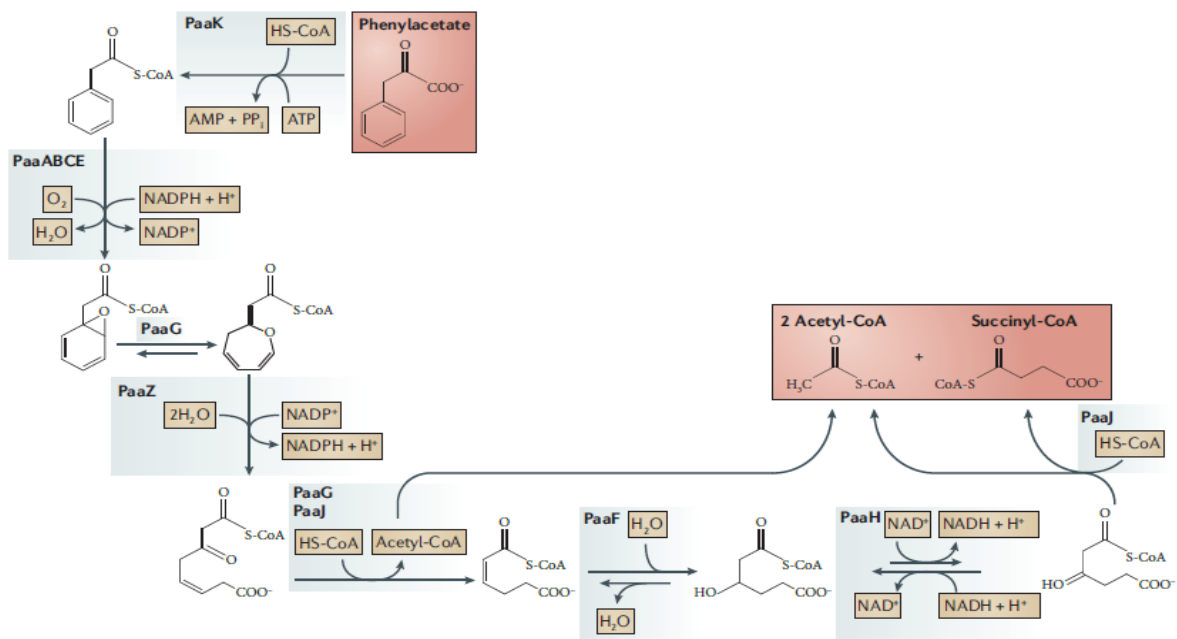 PaaK
HS-CoA
AMP + PPi
ATP
Phenylacetate
O
COO⁻
O
S-CoA
PaaABCE
O₂
NADPH + H⁺
H₂O
NADP⁺
O
S-CoA
O
PaaG
O
S-CoA
O
PaaZ
2H₂O
NADP⁺
NADPH + H⁺
O
S-CoA
O
COO⁻
PaaG
PaaJ
HS-CoA
Acetyl-CoA
O
S-CoA
COO⁻
PaaF
H₂O
H₂O
O
S-CoA
HO
COO⁻
PaaH
NAD⁺
NADH + H⁺
NAD⁺
NADH + H⁺
O
S-CoA
HO
COO⁻
PaaJ
HS-CoA
2 Acetyl-CoA
Succinyl-CoA
O
H₃C
S-CoA
+
O
CoA-S
COO⁻